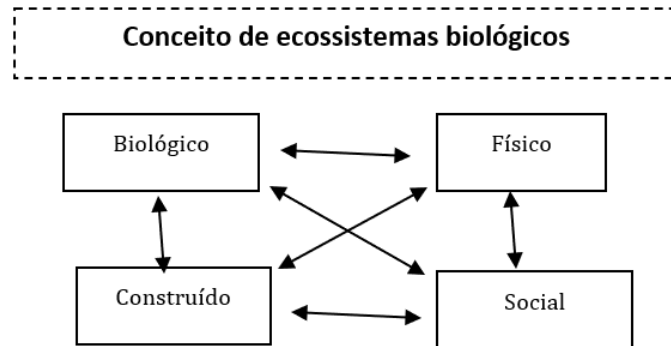 Conceito de ecossistemas biológicos
Biológico
Físico
Construído
Social